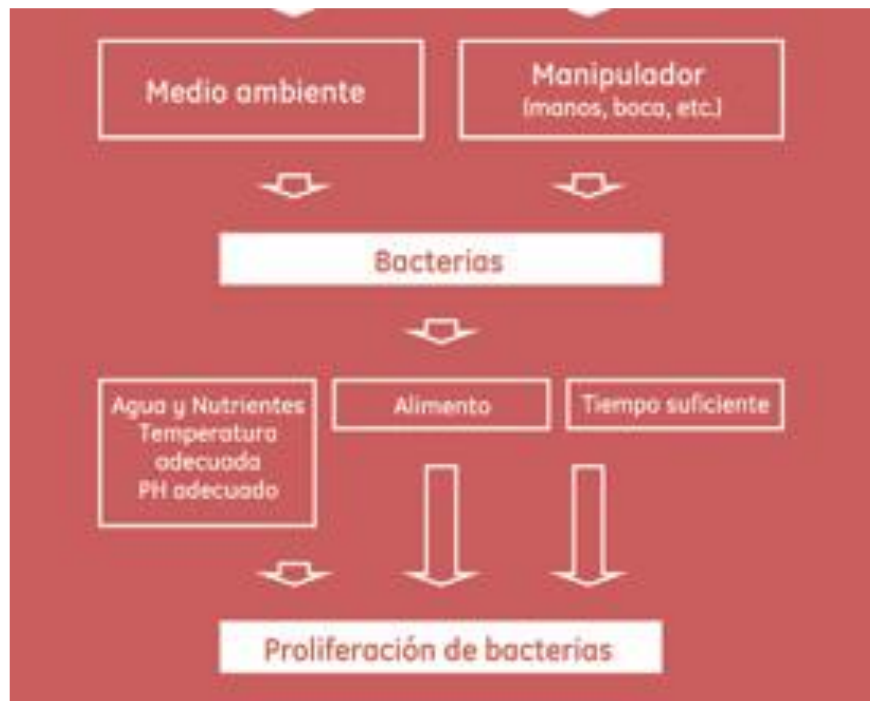 Medio ambiente
Manipulador
(manos, boca, etc.)
Bacterias
Agua y Nutrientes
Temperatura
adecuada
PH adecuado
Alimento
Tiempo suficiente
Proliferación de bacterias